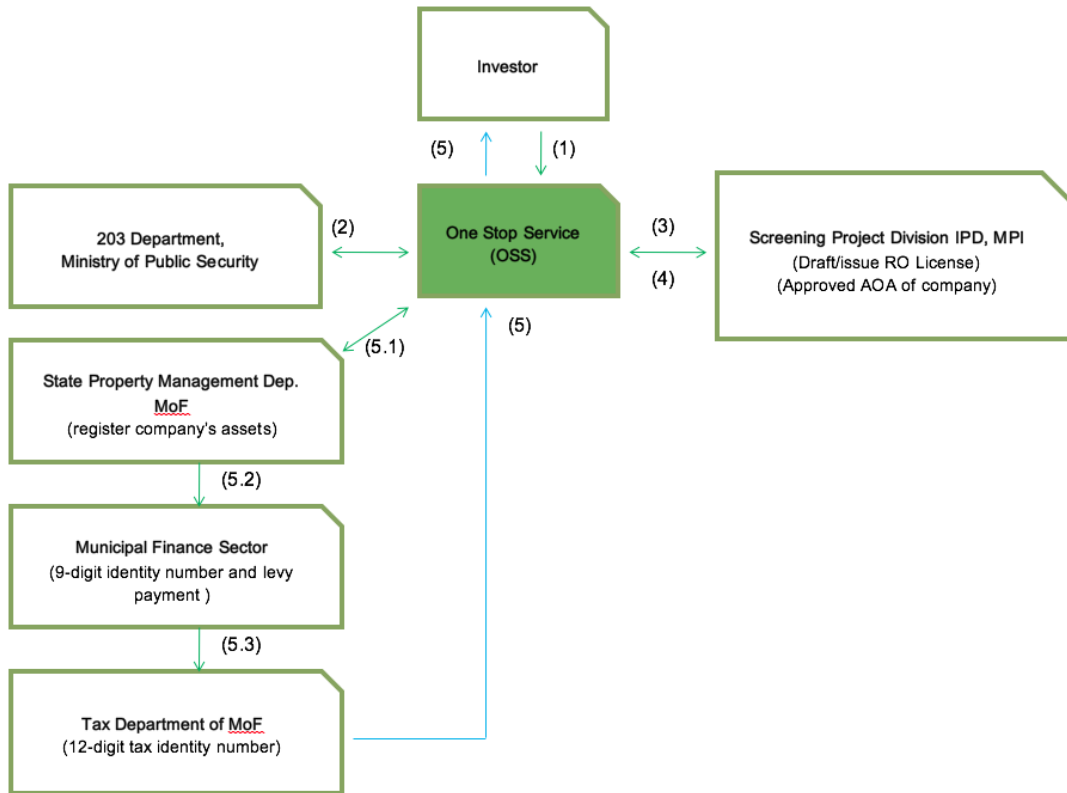 Investor
(5)
(1)
203 Department,
Ministry of Public Security
(2)
One Stop Service
(OSS)
(3)
(4)
Screening Project Division IPD, MPI
(Draft/issue RO License)
(Approved AOA of company)
(5.1)
(5)
State Property Management Dep.
MoF
(register company's assets)
(5.2)
Municipal Finance Sector
(9-digit identity number and levy
payment )
(5.3)
Tax Department of MoF
(12-digit tax identity number)